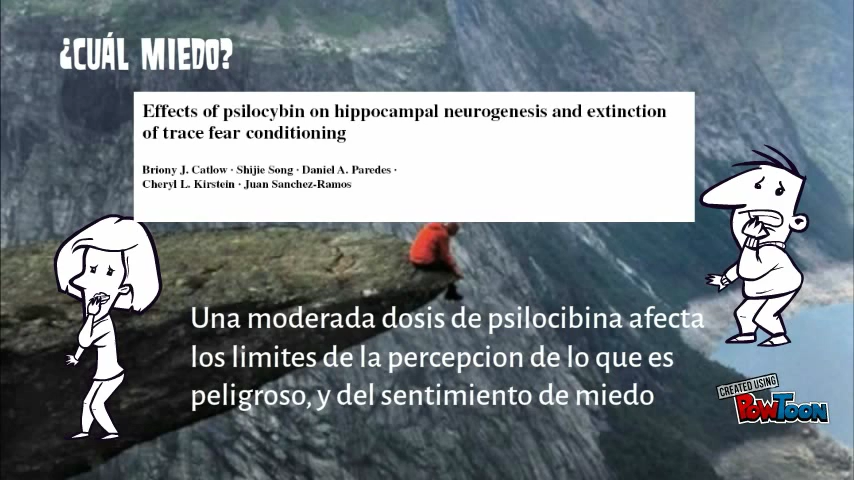 ¿CUÁL MIEDO?
Effects of psilocybin on hippocampal neurogenesis and extinction
of trace fear conditioning
Briony J. Catlow · Shijie Song · Daniel A. Paredes ·
Cheryl L. Kirstein · Juan Sanchez-Ramos
Una moderada dosis de psilocibina afecta
los limites de la percepcion de lo que es
peligroso, y del sentimiento de miedo
CREATED USING
POWTOON